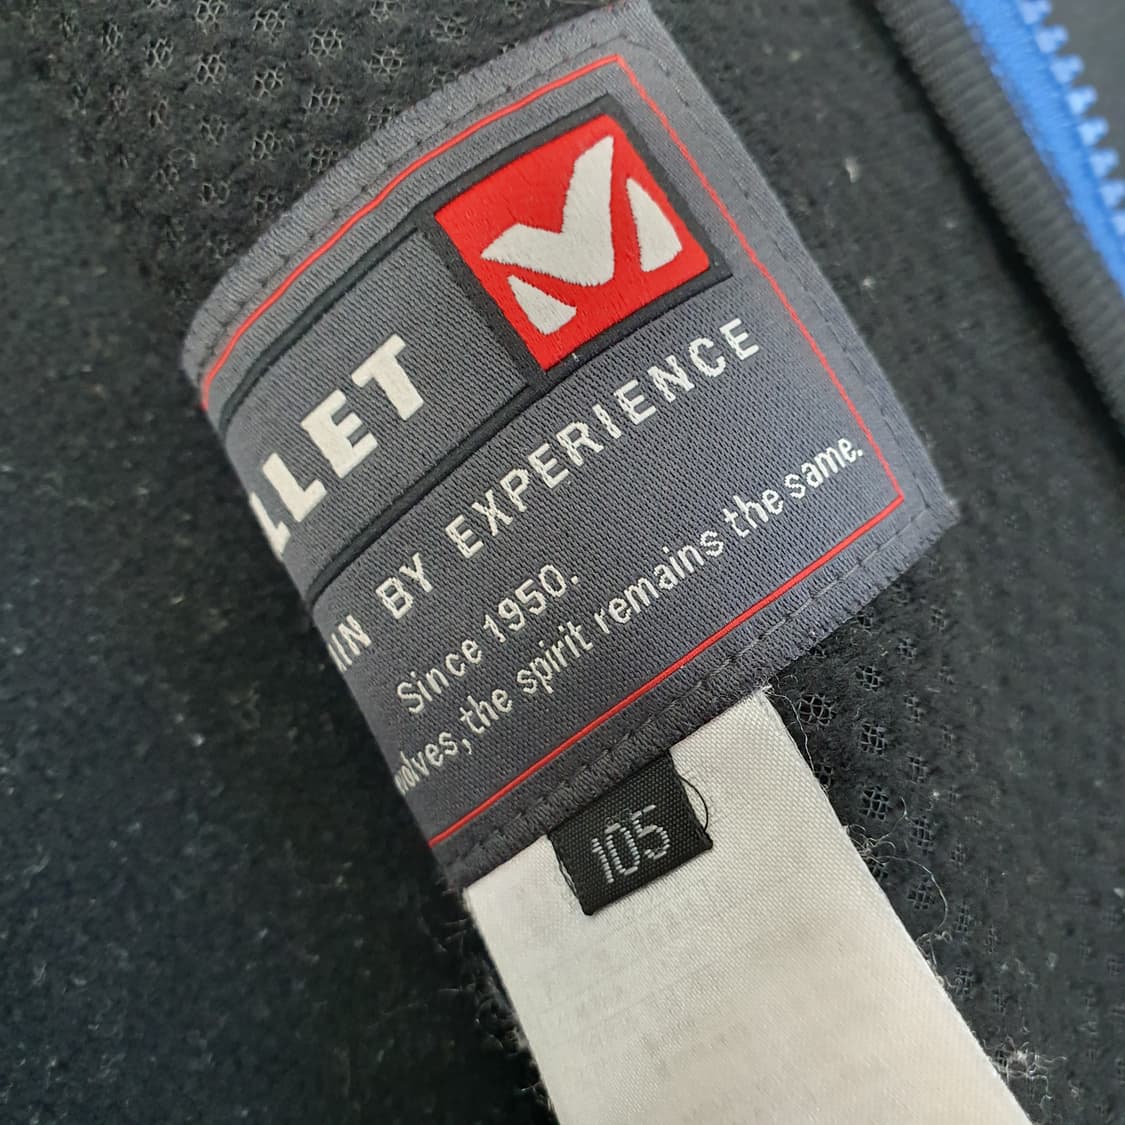 LLET
IN BY EXPERIENCE
Since 1950.
volves, the spirit remains the same.
105